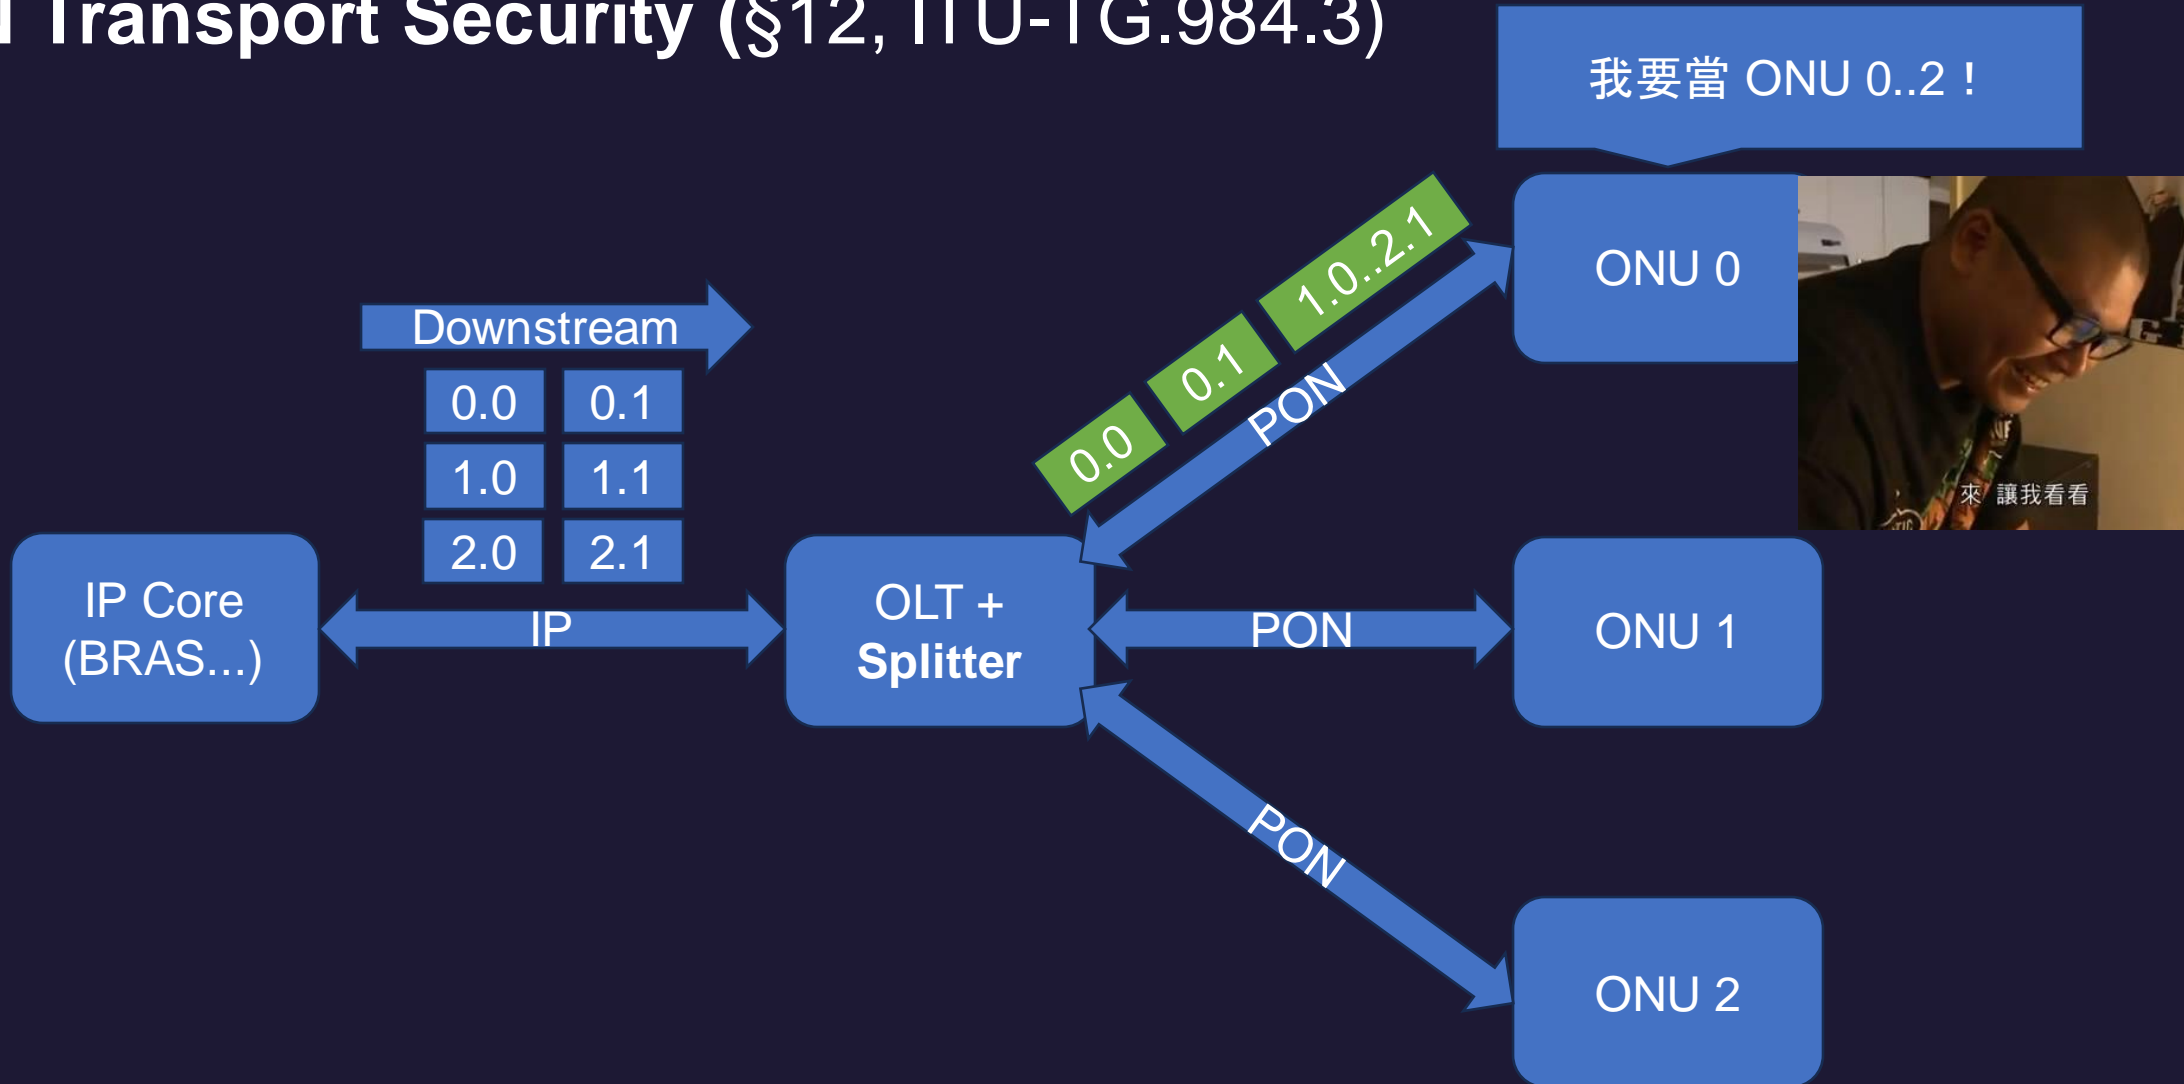 Transport Security (§12, ITU-TG.984.3)
我要當 ONU 0..2！
ONU 0
來 讓我看看
Downstream
0.0 0.1
1.0 1.1
2.0 2.1
0.0 0.1 1.0..2.1
PON
IP Core
(BRAS...)
IP
OLT +
Splitter
PON
ONU 1
PON
ONU 2